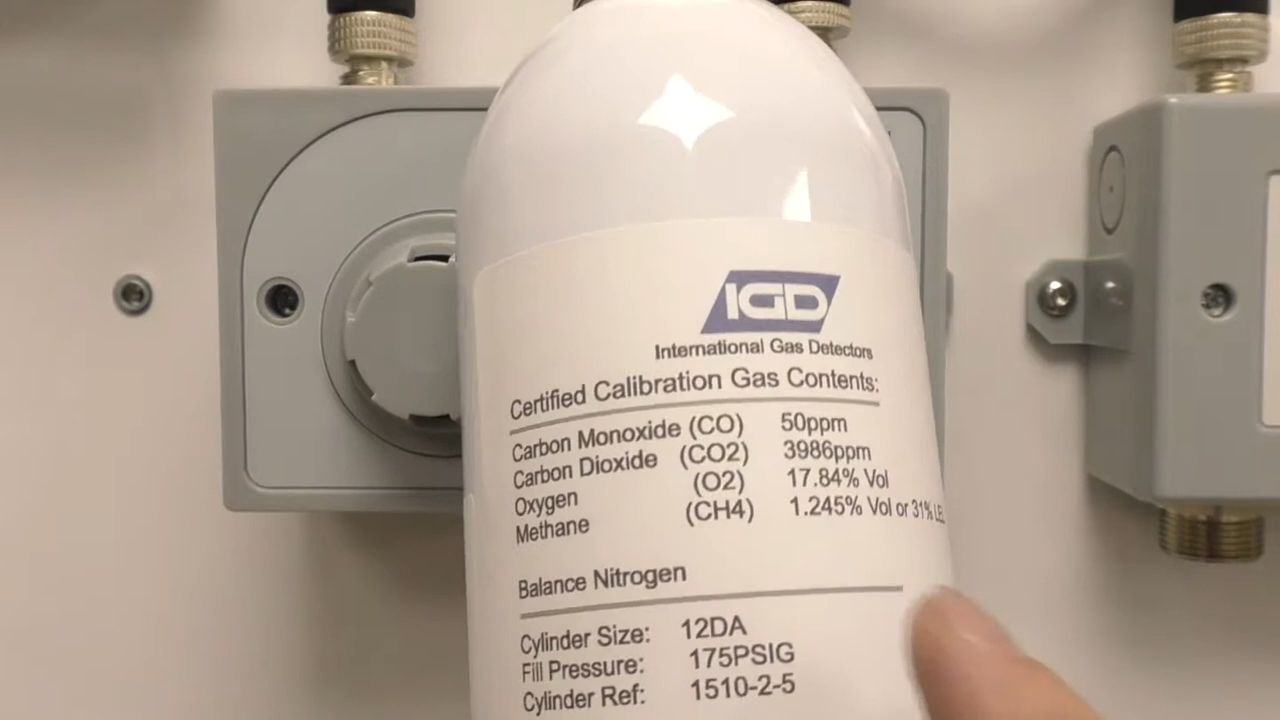 IGD
International Gas Detectors
Certified Calibration Gas Contents:
Carbon Monoxide (CO) 50ppm
Carbon Dioxide (CO2) 3986ppm
Oxygen (O2) 17.84% Vol
Methane (CH4) 1.245% Vol or 31% LEL
Balance Nitrogen
Cylinder Size: 12DA
Fill Pressure: 175PSIG
Cylinder Ref: 1510-2-5